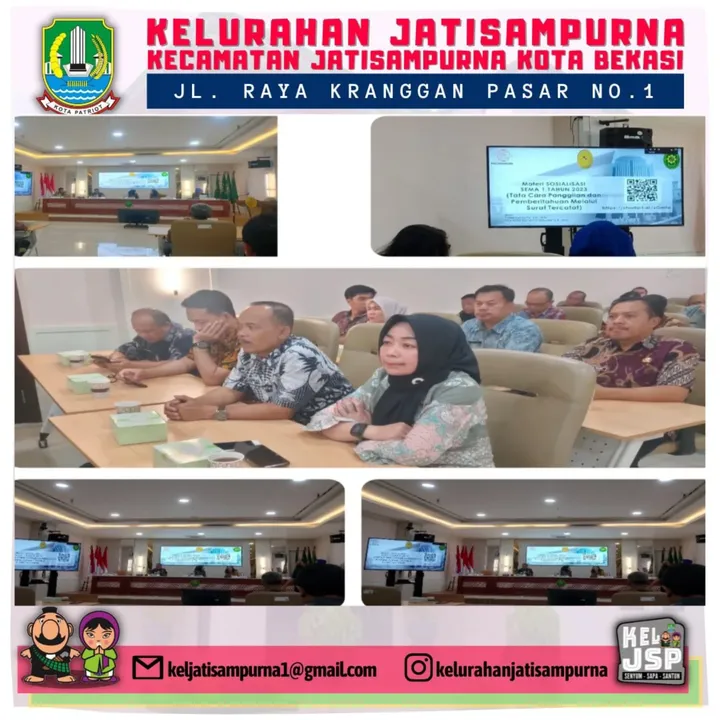 KELURAHAN JATISAMPURNA
KECAMATAN JATISAMPURNA KOTA BEKASI
JL. RAYA KRANGGAN PASAR NO.1
KOTA PATRIOT
Materi SOSIALISASI
SEMA 1 TAHUN 2023
(Tata Cara Panggilan dan
Pemberitahuan Melalui
Surat Tercatat)
keljatisampurna1@gmail.com
kelurahanjatisampurna
KEL
JSP
SENYUM - SAPA - SANTUN